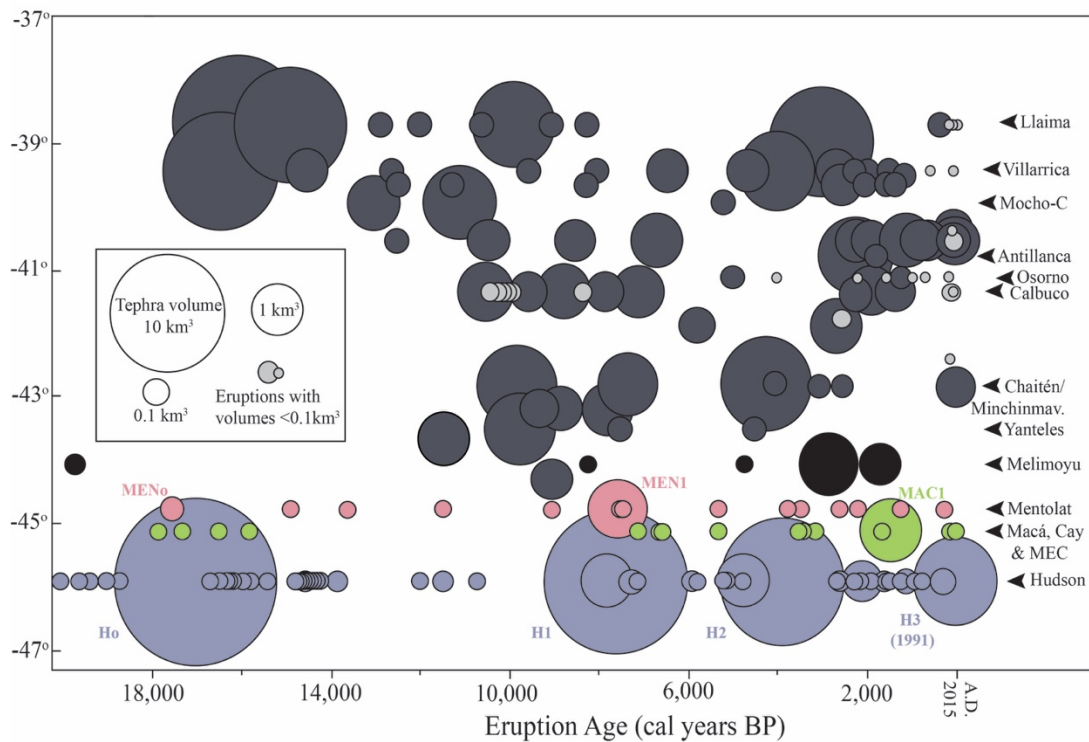 -37°
-39°
-41°
-43°
-45°
-47°
Tephra volume
10 km³
1 km³
0.1 km³
Eruptions with
volumes <0.1km³
MENo
MEN1
MAC1
Ho
H1
H2
H3
(1991)
Llaima
Villarrica
Mocho-C
Antillanca
Osorno
Calbuco
Chaitén/
Minchinmav.
Yanteles
Melimoyu
Mentolat
Macá, Cay
& MEC
Hudson
18,000
14,000
10,000
6,000
2,000
A.D.
2015
Eruption Age (cal years BP)